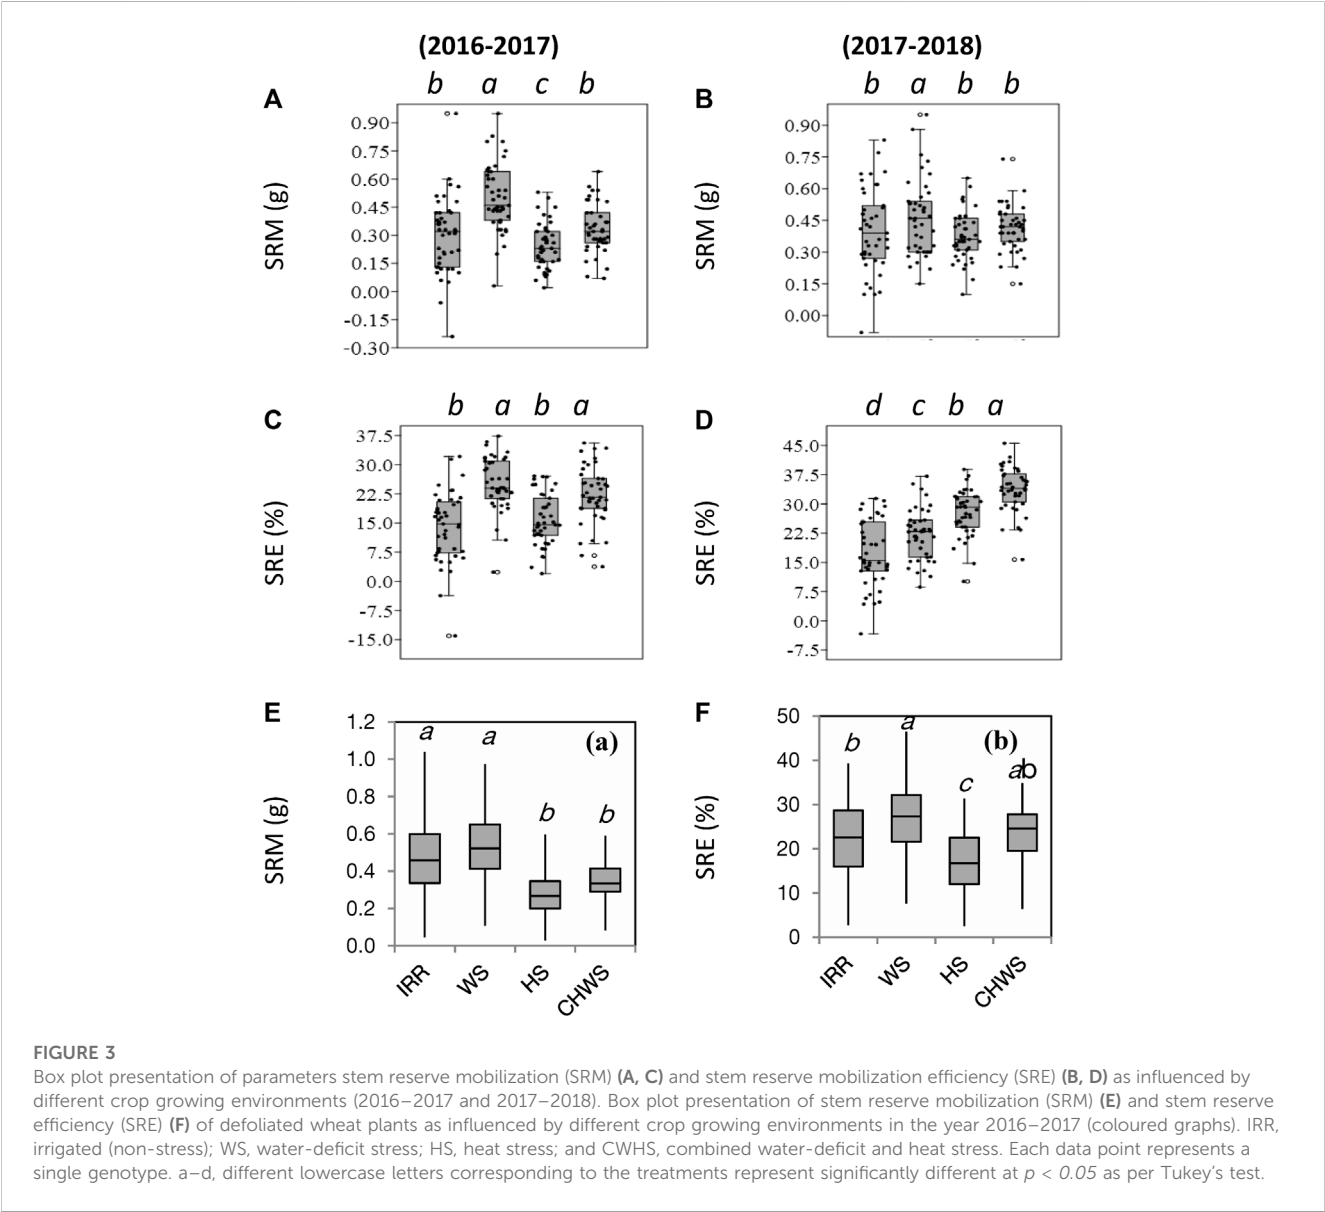 (2016-2017)
(2017-2018)
A
b a c b
0.90
0.75
0.60
0.45
0.30
0.15
0.00
-0.15
-0.30
SRM (g)
B
b a b b
0.90
0.75
0.60
0.45
0.30
0.15
0.00
SRM (g)
C
b a b a
37.5
30.0
22.5
15.0
7.5
0.0
-7.5
-15.0
SRE (%)
D
d c b a
45.0
37.5
30.0
22.5
15.0
7.5
0.0
-7.5
SRE (%)
E
1.2
1.0
0.8
0.6
0.4
0.2
0.0
SRM (g)
a a b b
(a)
IRR WS HS CHWS
F
50
40
30
20
10
0
SRE (%)
b a c ab
(b)
IRR WS HS CHWS
FIGURE 3
Box plot presentation of parameters stem reserve mobilization (SRM) (A, C) and stem reserve mobilization efficiency (SRE) (B, D) as influenced by
different crop growing environments (2016–2017 and 2017–2018). Box plot presentation of stem reserve mobilization (SRM) (E) and stem reserve
efficiency (SRE) (F) of defoliated wheat plants as influenced by different crop growing environments in the year 2016–2017 (coloured graphs). IRR,
irrigated (non-stress); WS, water-deficit stress; HS, heat stress; and CWHS, combined water-deficit and heat stress. Each data point represents a
single genotype. a–d, different lowercase letters corresponding to the treatments represent significantly different at p < 0.05 as per Tukey's test.